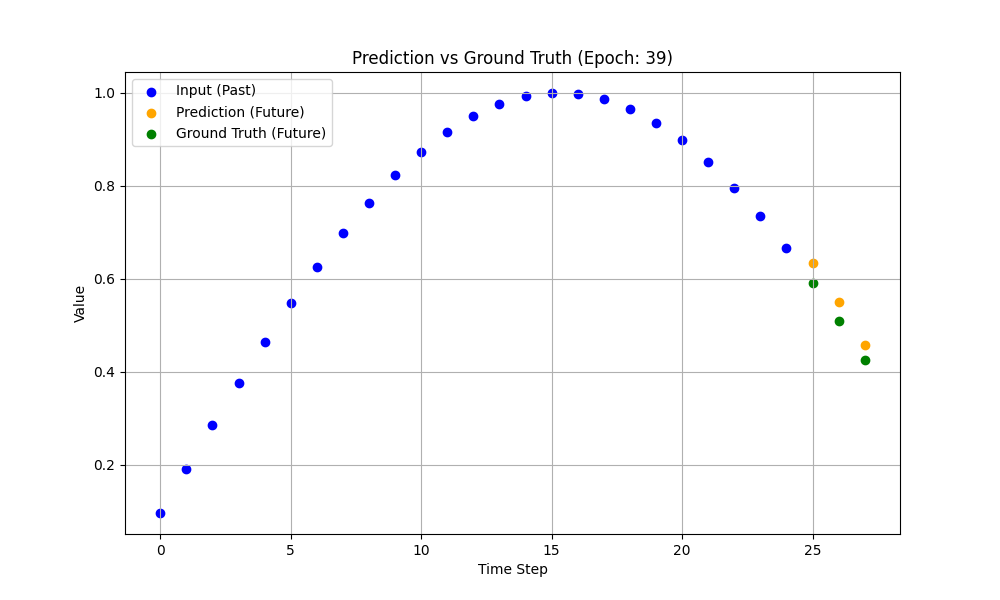 Prediction vs Ground Truth (Epoch: 39)
Input (Past)
Prediction (Future)
Ground Truth (Future)
Value
1.0
0.8
0.6
0.4
0.2
0 5 10 15 20 25
Time Step